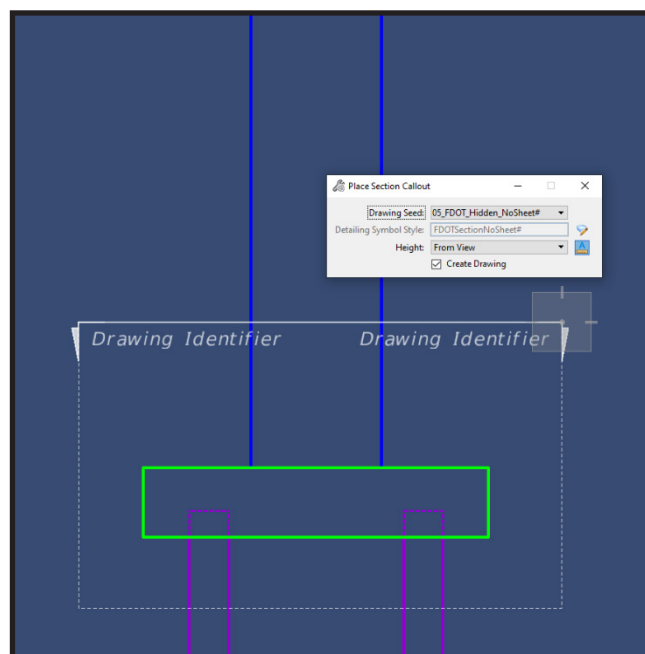 Place Section Callout
Drawing Seed: 05_FDOT_Hidden_NoSheet#
Detailing Symbol Style: FDOTSectionNoSheet#
Height: From View
A
Create Drawing
Drawing Identifier Drawing Identifier